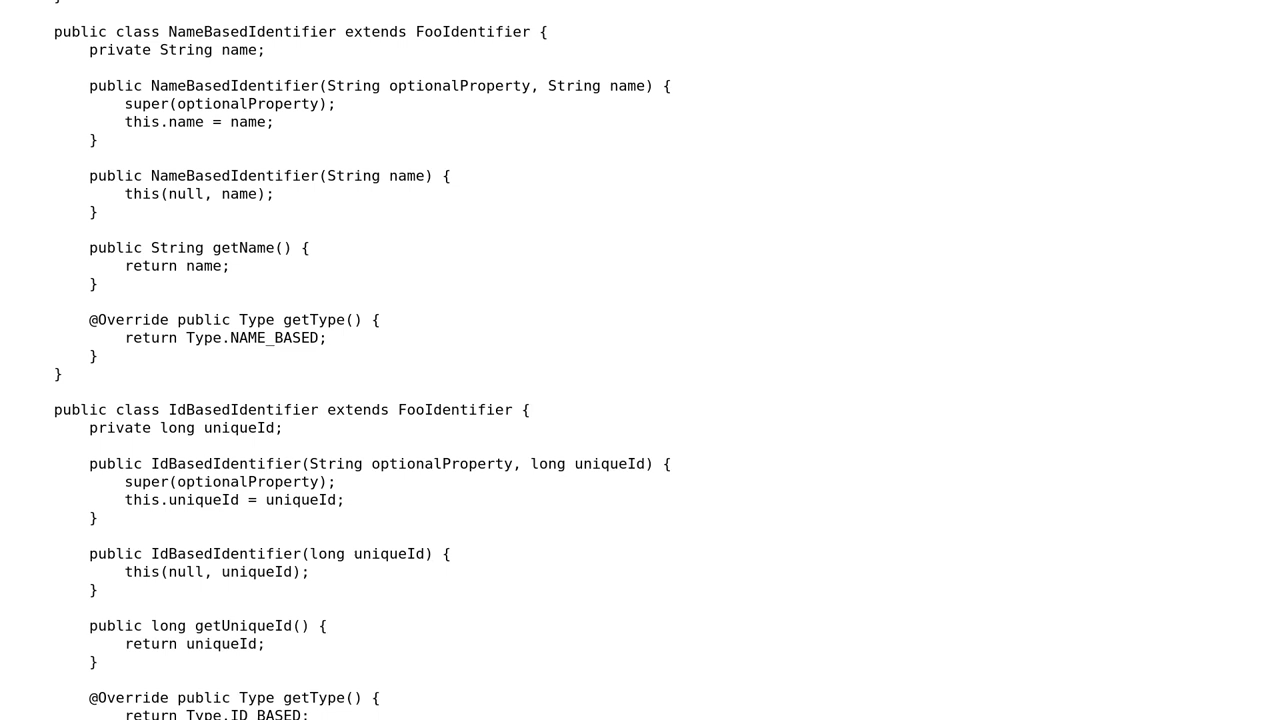 }
public class NameBasedIdentifier extends FooIdentifier {
private String name;
public NameBasedIdentifier(String optionalProperty, String name) {
super(optionalProperty);
this.name = name;
}
public NameBasedIdentifier(String name) {
this(null, name);
}
public String getName() {
return name;
}
@Override public Type getType() {
return Type.NAME_BASED;
}
}
public class IdBasedIdentifier extends FooIdentifier {
private long uniqueId;
public IdBasedIdentifier(String optionalProperty, long uniqueId) {
super(optionalProperty);
this.uniqueId = uniqueId;
}
public IdBasedIdentifier(long uniqueId) {
this(null, uniqueId);
}
public long getUniqueId() {
return uniqueId;
}
@Override public Type getType() {
return Type.ID_BASED;